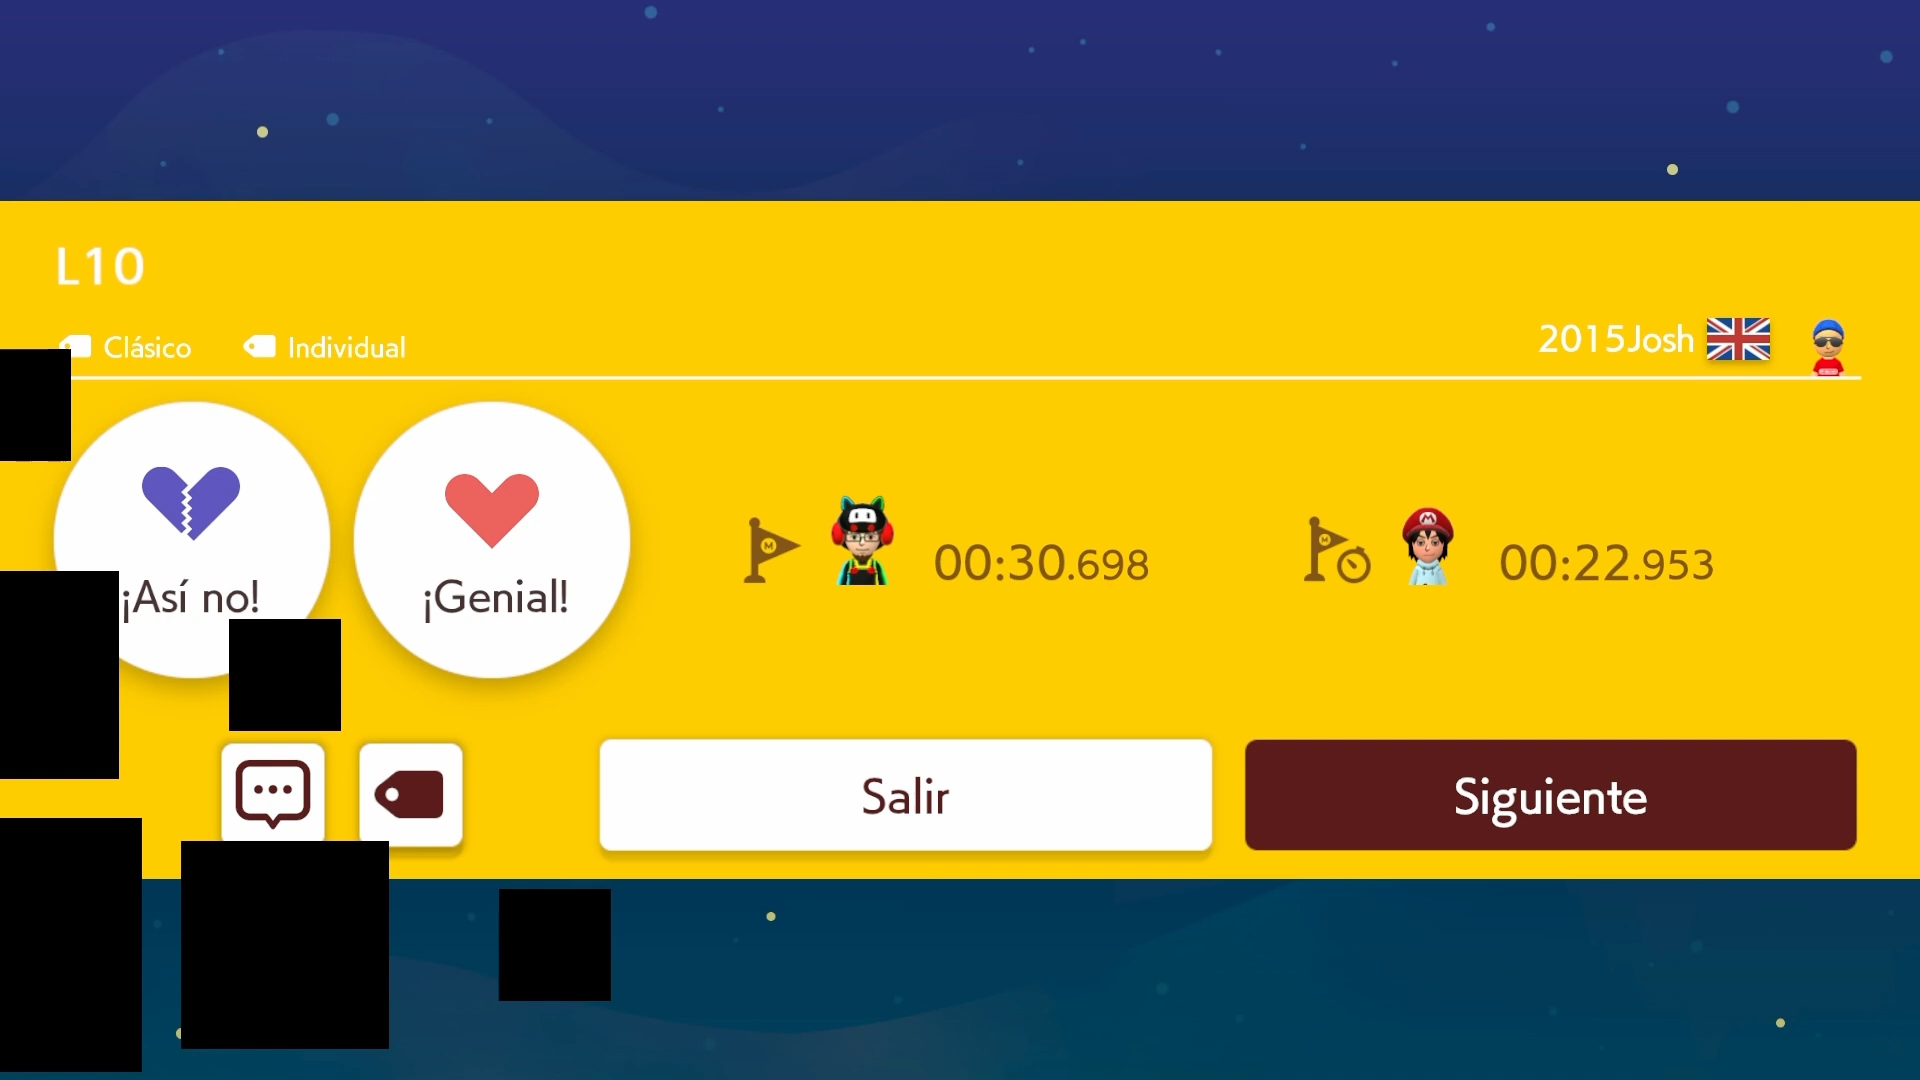 L10
Clásico
Individual
2015Josh
¡Así no!
¡Genial!
00:30.698
00:22.953
Salir
Siguiente